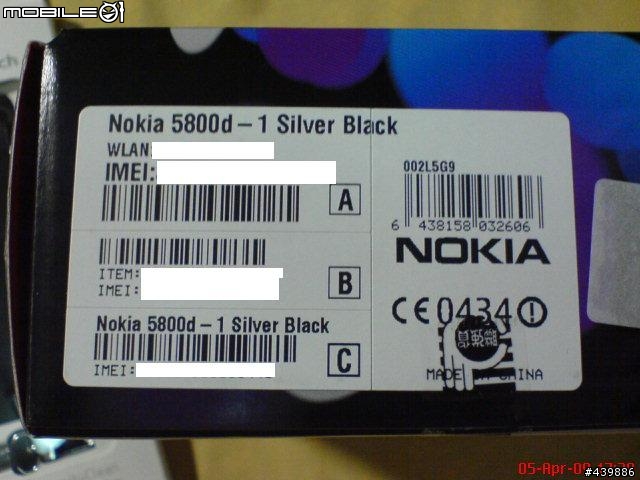 MOBILE01
ch
Nokia 5800d – 1 Silver Black
WLAN:
IMEI:
A
ITEM:
IMEI:
B
Nokia 5800d – 1 Silver Black
IMEI:
C
002L5G9
6 438158 032606
NOKIA
CE0434
MADE CHINA
05-Apr-09
#439886